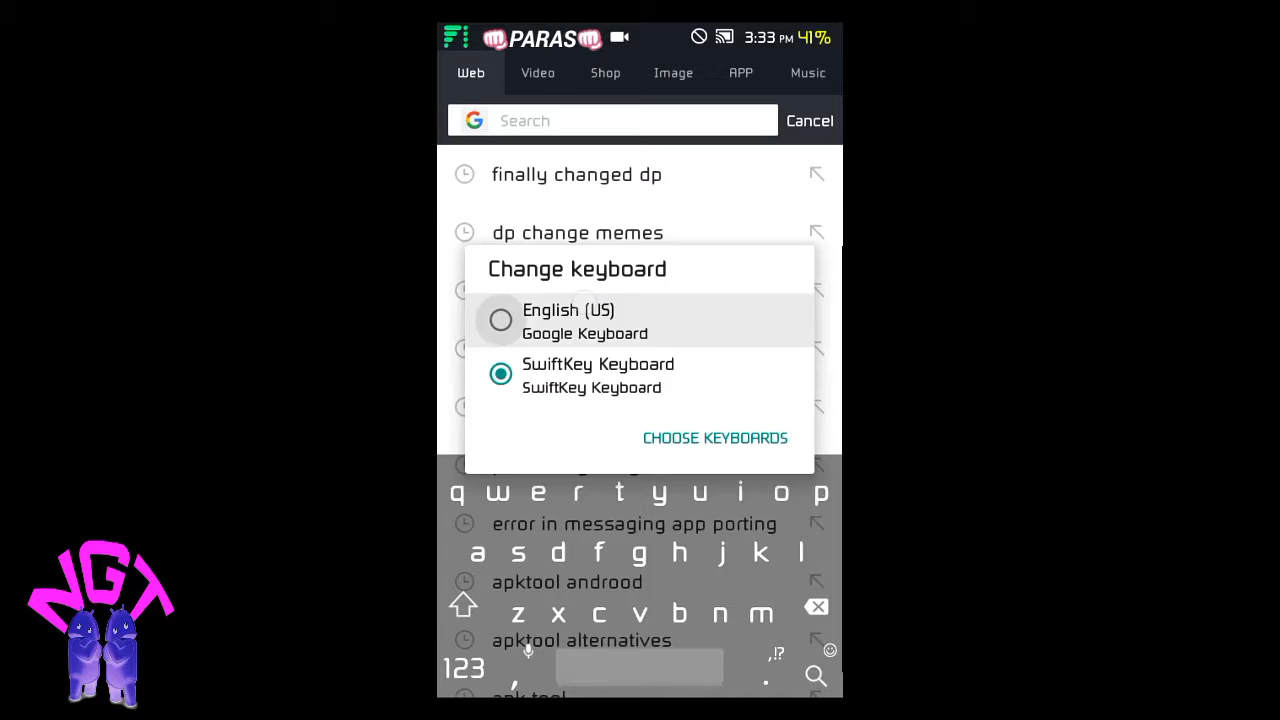 PARAS 3:33 PM 41%
Web Video Shop Image APP Music
Search Cancel
finally changed dp
dp change memes
Change keyboard
English (US)
Google Keyboard
SwiftKey Keyboard
SwiftKey Keyboard
CHOOSE KEYBOARDS
q w e r t y u i o p
error in messaging app porting
a s d f g h j k l
apktool androod
z x c v b n m
apktool alternatives
,!?
123 , .
apk tool
NGT